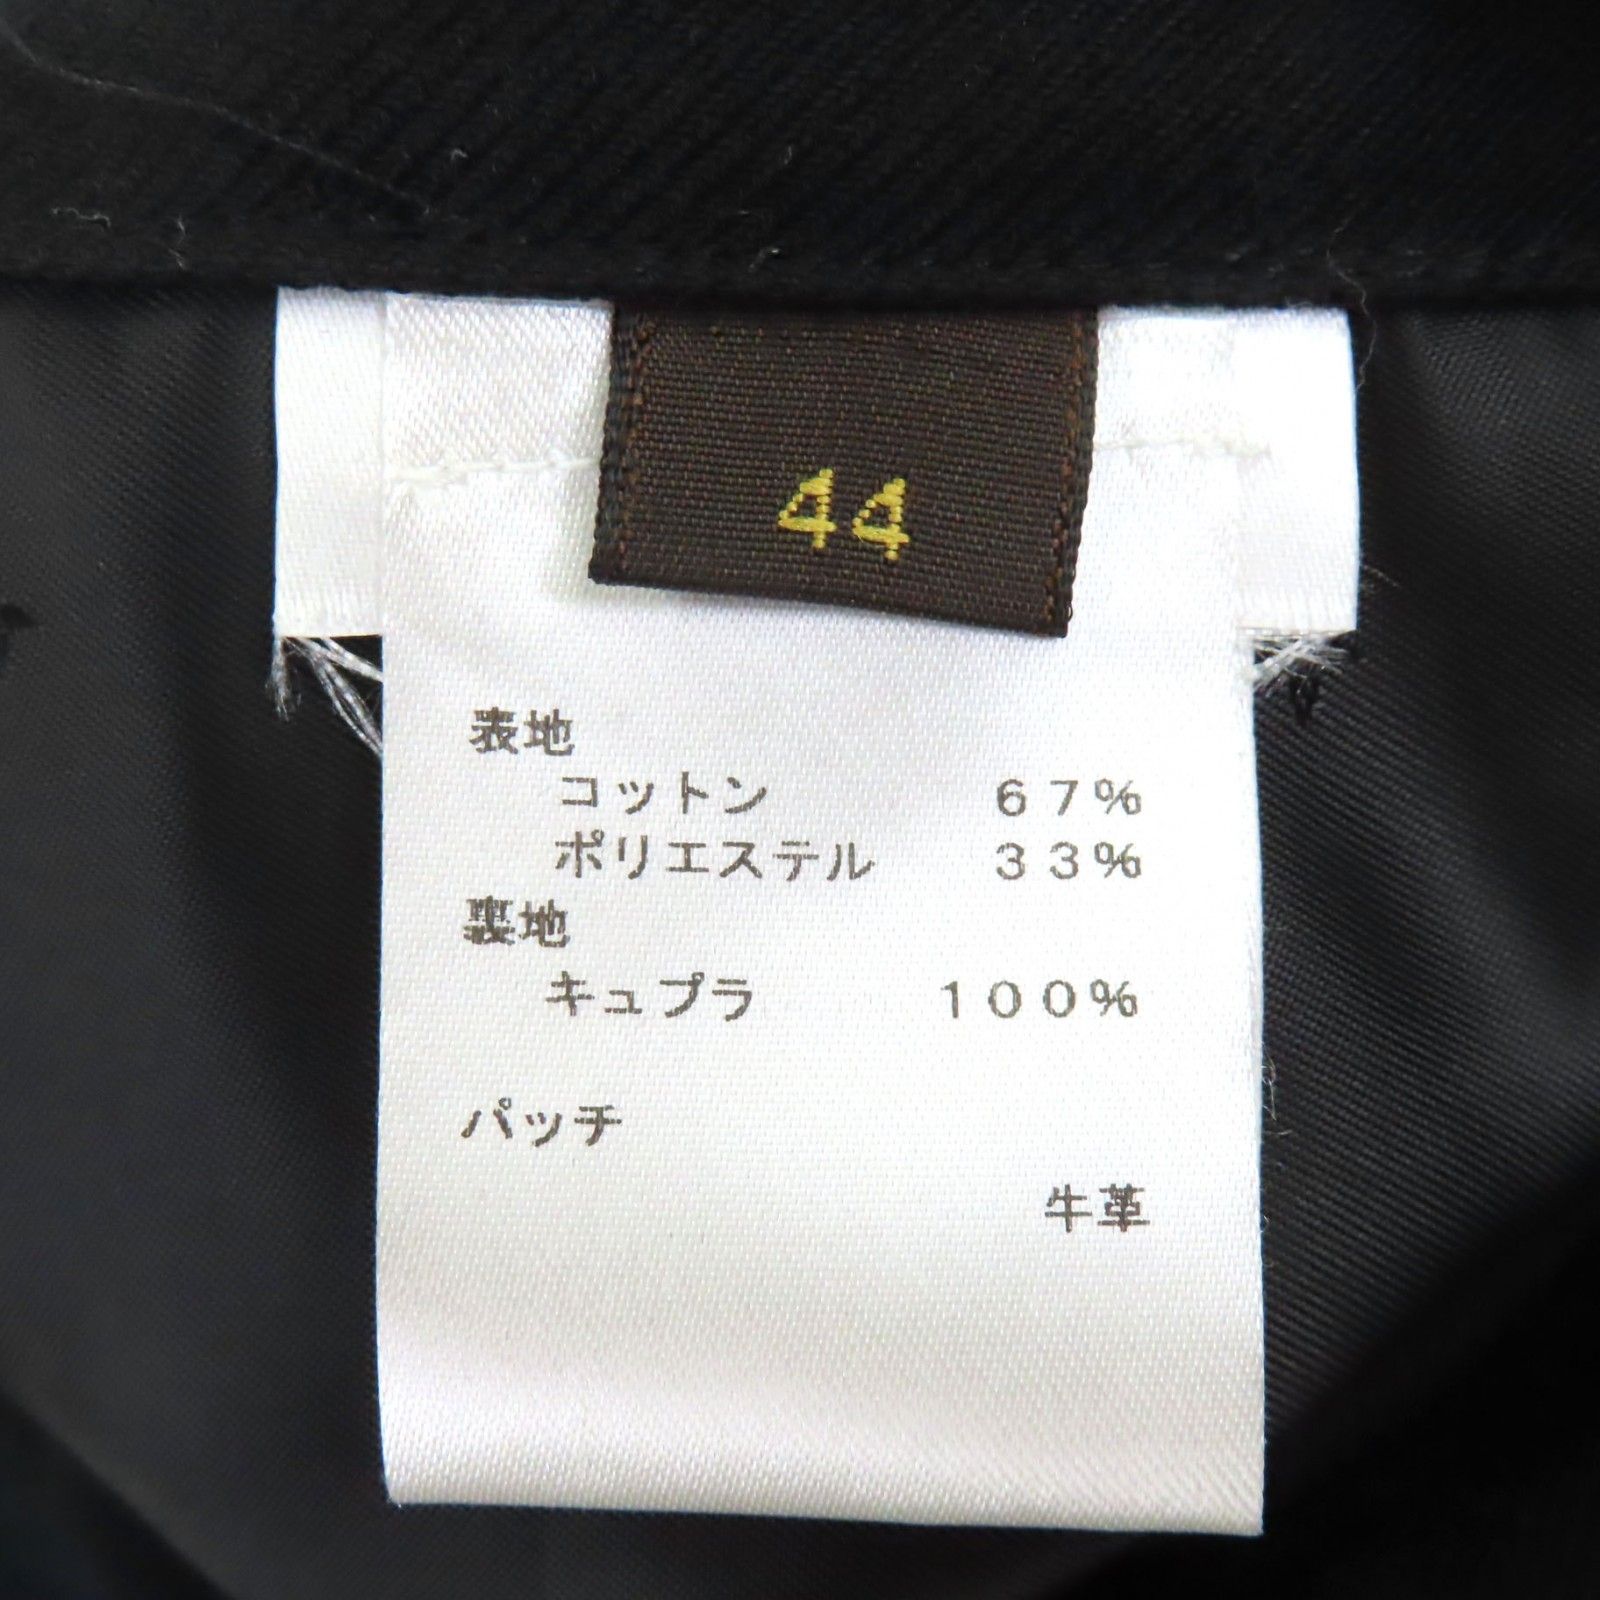 44
表地
コットン 67%
ポリエステル 33%
裏地
キュプラ 100%
パッチ
牛革